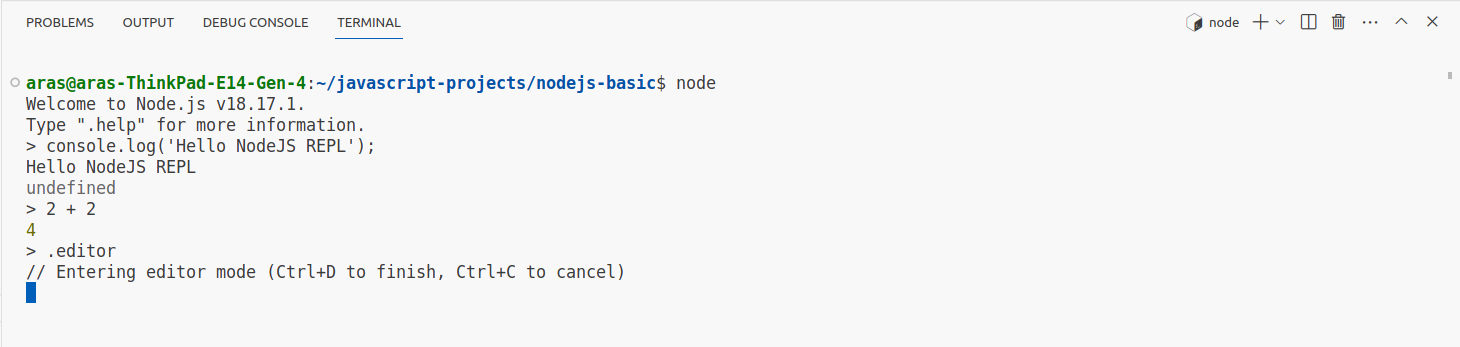 PROBLEMS OUTPUT DEBUG CONSOLE TERMINAL node
aras@aras-ThinkPad-E14-Gen-4:~/javascript-projects/nodejs-basic$ node
Welcome to Node.js v18.17.1.
Type ".help" for more information.
> console.log('Hello NodeJS REPL');
Hello NodeJS REPL
undefined
> 2 + 2
4
> .editor
// Entering editor mode (Ctrl+D to finish, Ctrl+C to cancel)